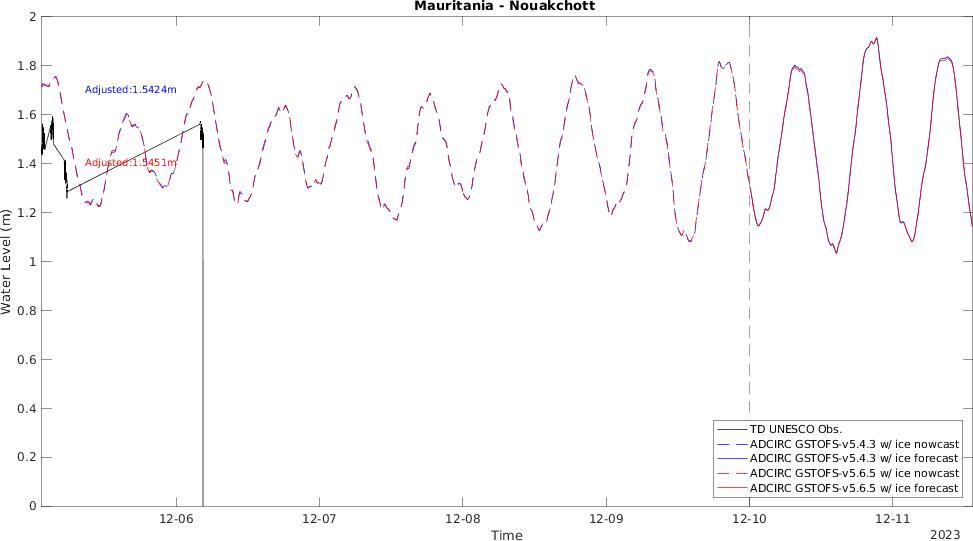 Mauritania - Nouakchott
Water Level (m)
2
1.8
1.6
1.4
1.2
1
0.8
0.6
0.4
0.2
0
Adjusted:1.5424m
Adjusted:1.5451m
TD UNESCO Obs.
ADCIRC GSTOFS-v5.4.3 w/ ice nowcast
ADCIRC GSTOFS-v5.4.3 w/ ice forecast
ADCIRC GSTOFS-v5.6.5 w/ ice nowcast
ADCIRC GSTOFS-v5.6.5 w/ ice forecast
12-06 12-07 12-08 12-09 12-10 12-11
Time
2023